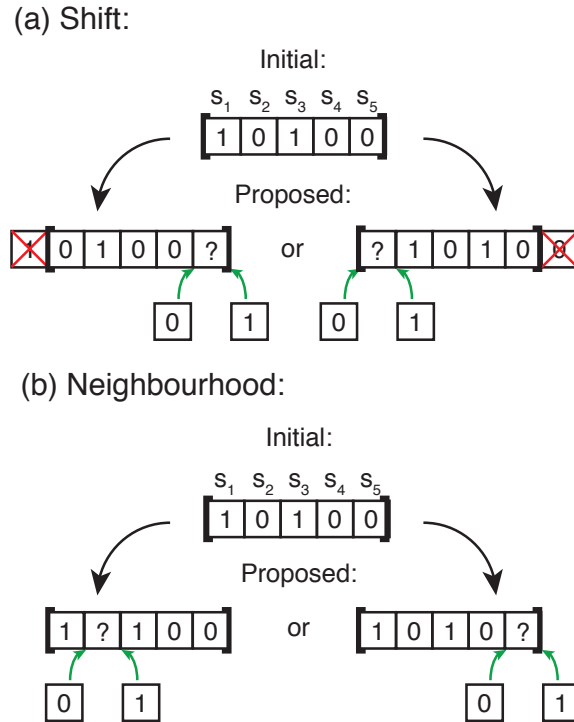 (a) Shift:
Initial:
s1 s2 s3 s4 s5
1 0 1 0 0
Proposed:
1 0 1 0 0 ? or ? 1 0 1 0 0
0 1 0 1
(b) Neighbourhood:
Initial:
s1 s2 s3 s4 s5
1 0 1 0 0
Proposed:
1 ? 1 0 0 or 1 0 1 0 ?
0 1 0 1